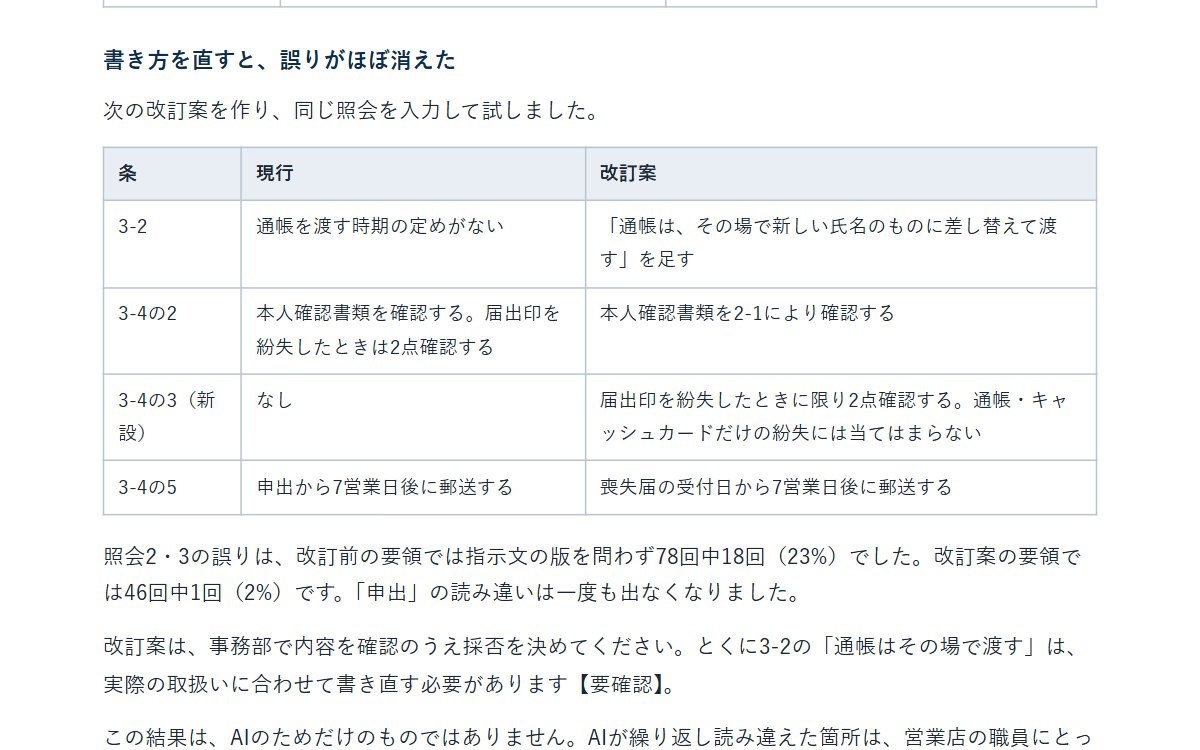 書き方を直すと、誤りがほぼ消えた
次の改訂案を作り、同じ照会を入力して試しました。
条 現行 改訂案
3-2 通帳を渡す時期の定めがない 「通帳は、その場で新しい氏名のものに差し替えて渡
す」を足す
3-4の2 本人確認書類を確認する。届出印を 本人確認書類を2-1により確認する
紛失したときは2点確認する
3-4の3（新 なし 届出印を紛失したときに限り2点確認する。通帳・キャ
設） ッシュカードだけの紛失には当てはまらない
3-4の5 申出から7営業日後に郵送する 喪失届の受付日から7営業日後に郵送する
照会2・3の誤りは、改訂前の要領では指示文の版を問わず78回中18回（23%）でした。改訂案の要領で
は46回中1回（2%）です。「申出」の読み違いは一度も出なくなりました。
改訂案は、事務部で内容を確認のうえ採否を決めてください。とくに3-2の「通帳はその場で渡す」は、
実際の取扱いに合わせて書き直す必要があります【要確認】。
この結果は、AIのためだけのものではありません。AIが繰り返し読み違えた箇所は、営業店の職員にとっ